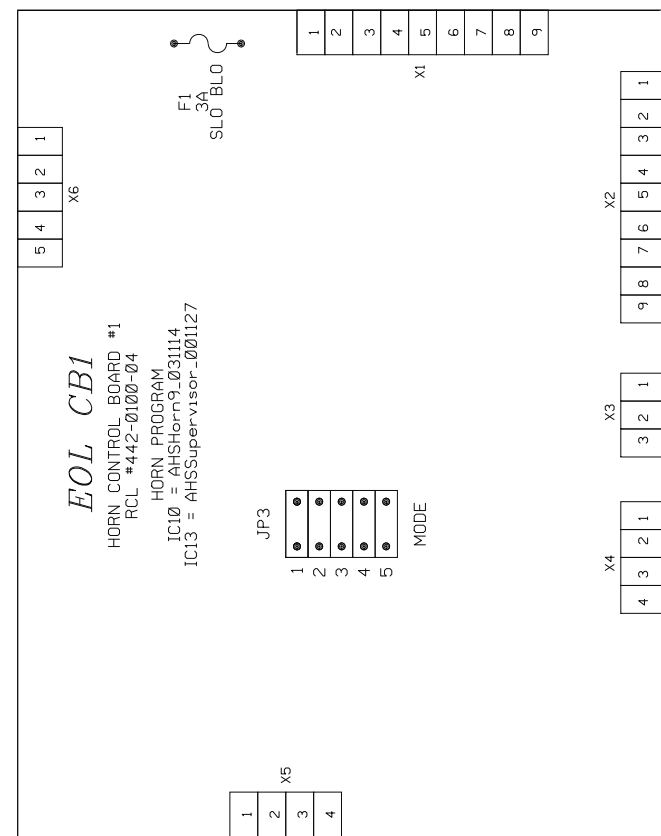 F1
3A
SLO BLO
1 2 3 4 5 6 7 8 9
X1
1 2 3 4 5 6 7 8 9
X2
1 2 3 4 5
X6
EOL CB1
HORN CONTROL BOARD #1
RCL #442-0100-04
HORN PROGRAM
IC10 = AHSHorn9_031114
IC13 = AHSSupervisor_001127
1 2 3
X3
JP3
1 2 3 4 5
MODE
1 2 3 4
X4
X5
1 2 3 4